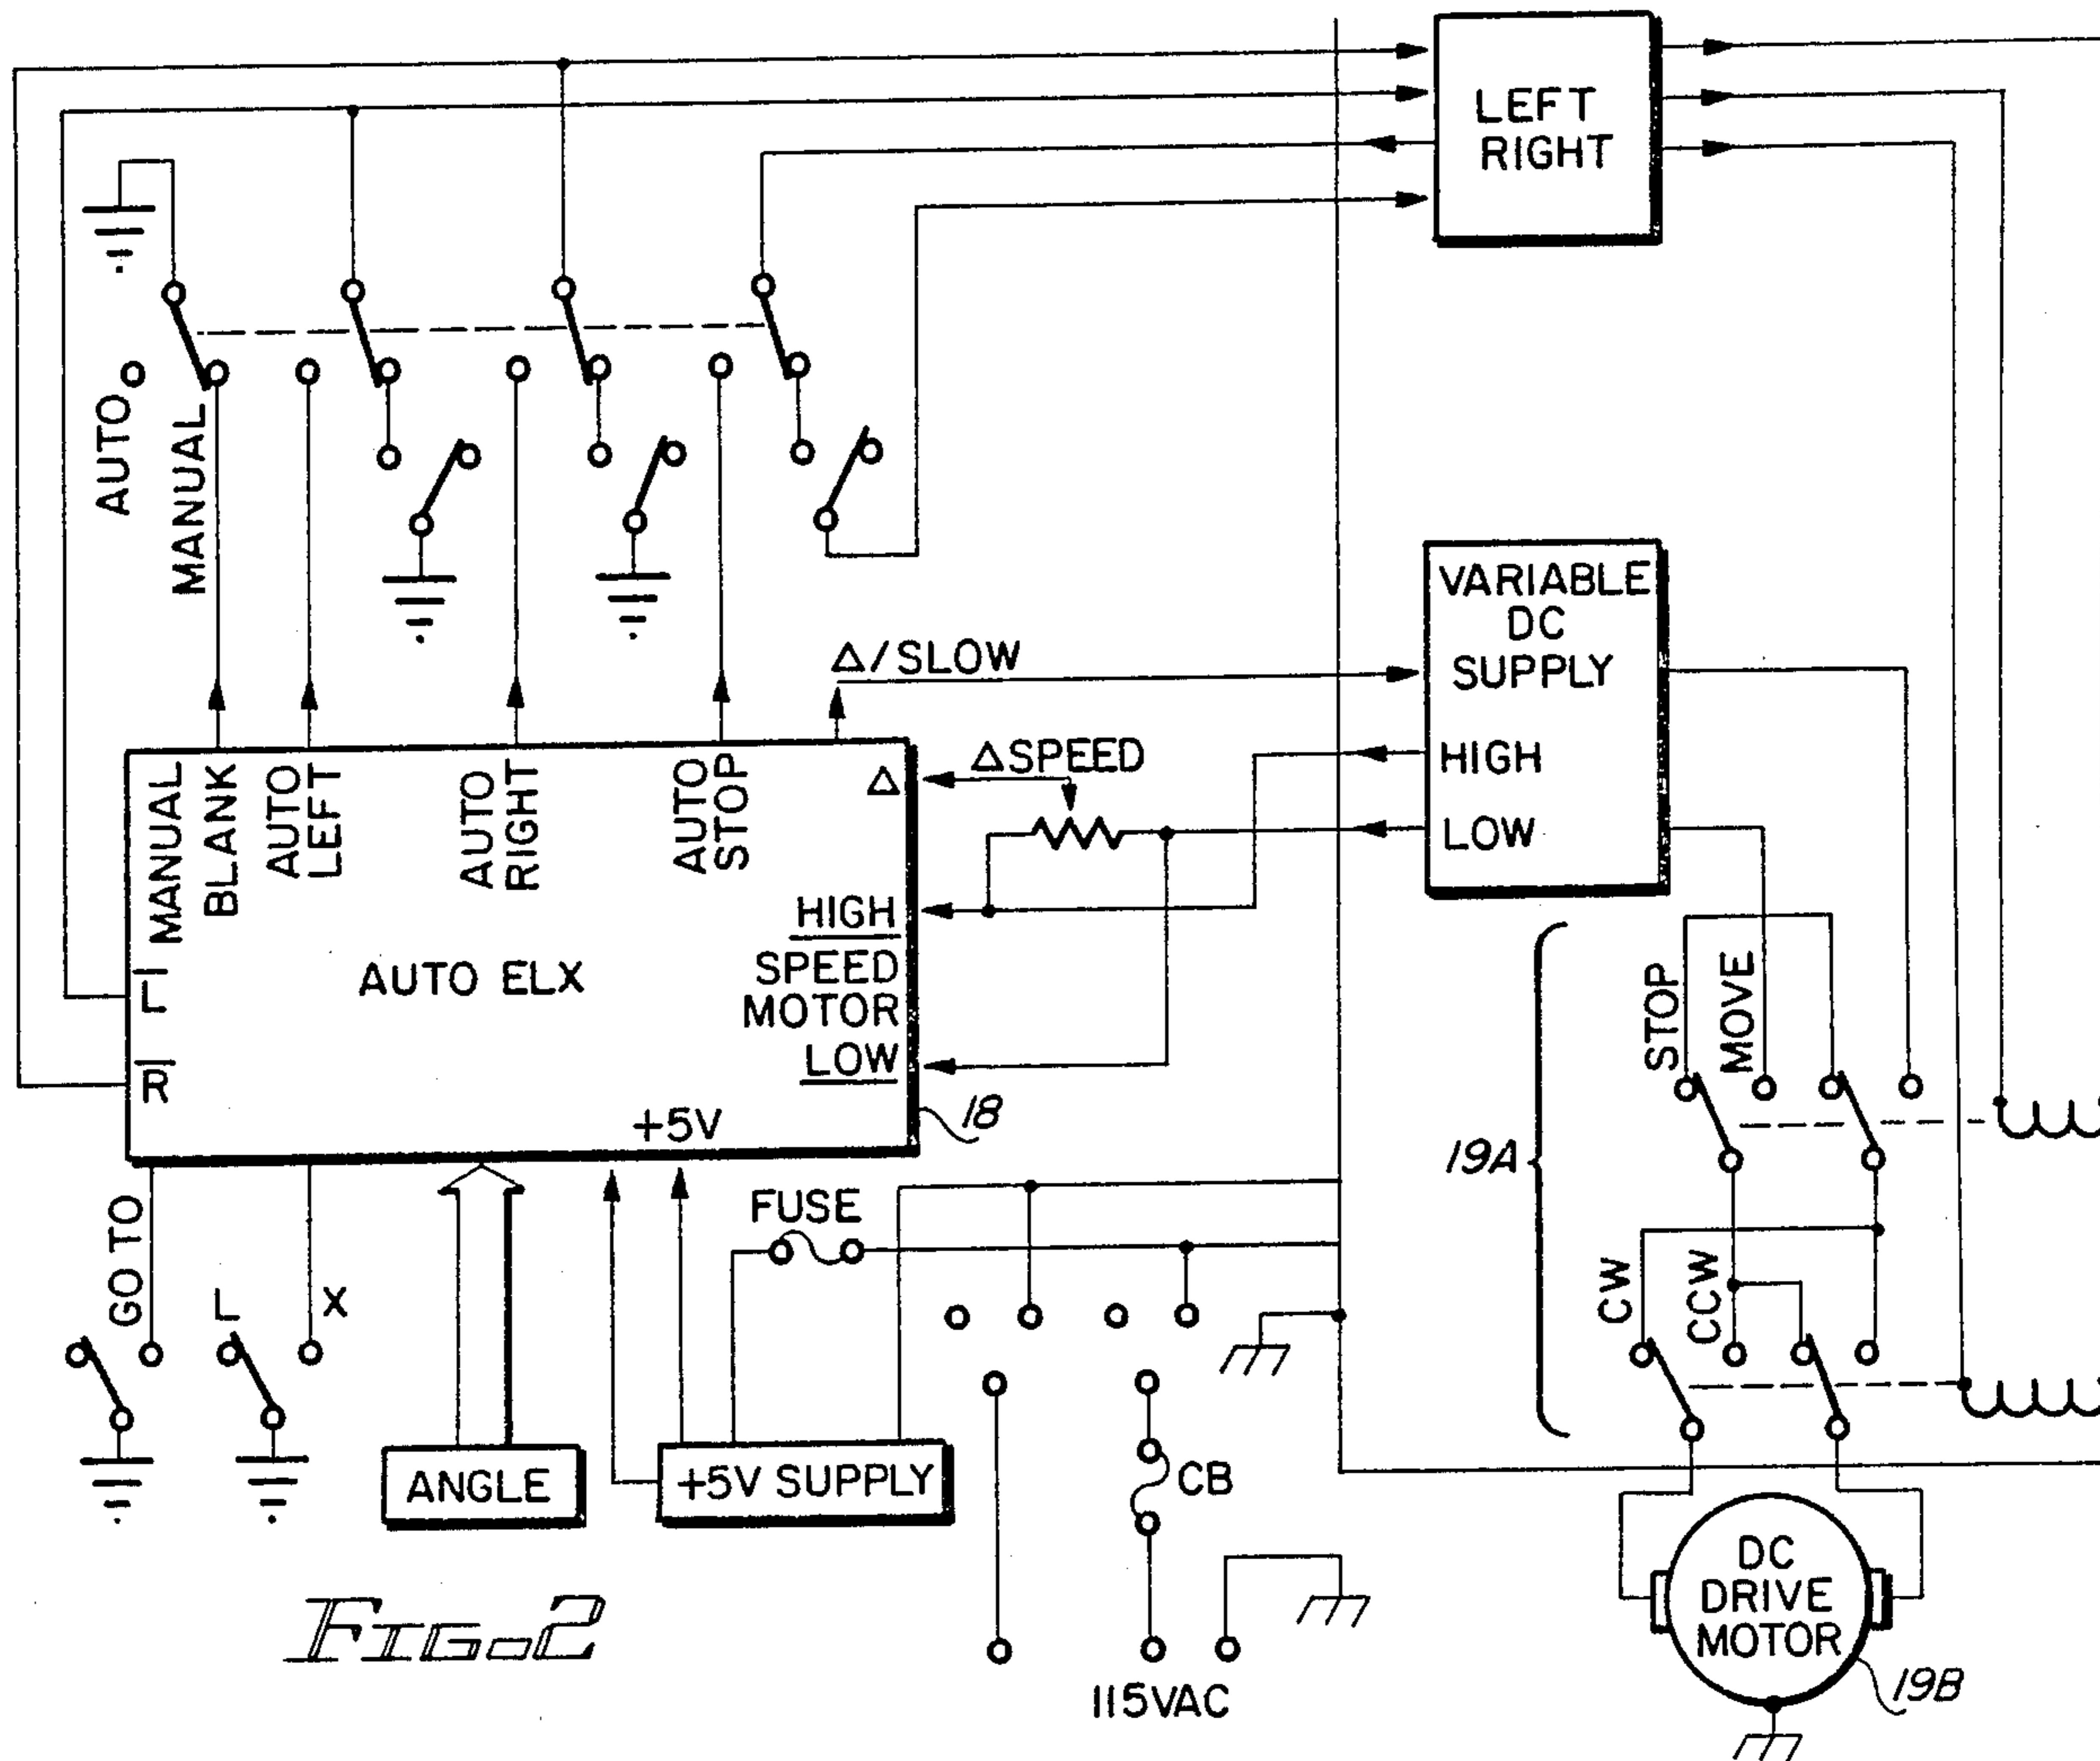 LEFT
RIGHT
AUTO
MANUAL
VARIABLE
DC
SUPPLY
HIGH
LOW
Δ/SLOW
Δ SPEED
MANUAL
BLANK
AUTO
LEFT
AUTO
RIGHT
AUTO
STOP
Δ
HIGH
SPEED
MOTOR
LOW
L̅
R̅
AUTO ELX
+5V
18
STOP
MOVE
19A
CW
CCW
GO TO
L
X
FUSE
ANGLE
+5V SUPPLY
CB
115VAC
DC
DRIVE
MOTOR
19B
FIG-2